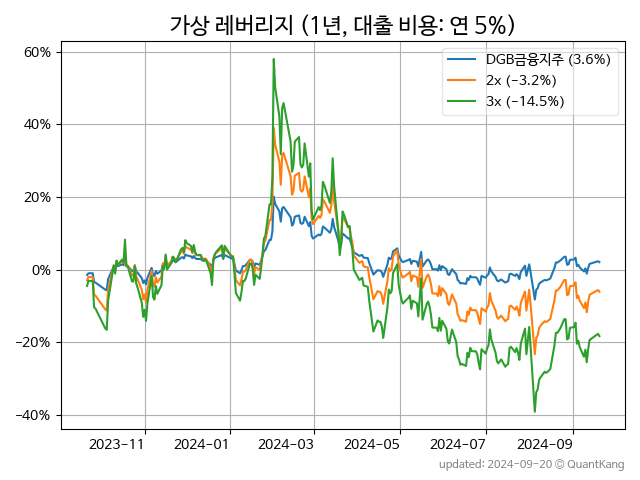 가상 레버리지 (1년, 대출 비용: 연 5%)
60%
40%
20%
0%
−20%
−40%
DGB금융지주 (3.6%)
2x (−3.2%)
3x (−14.5%)
2023-11
2024-01
2024-03
2024-05
2024-07
2024-09
updated: 2024-09-20 © QuantKang